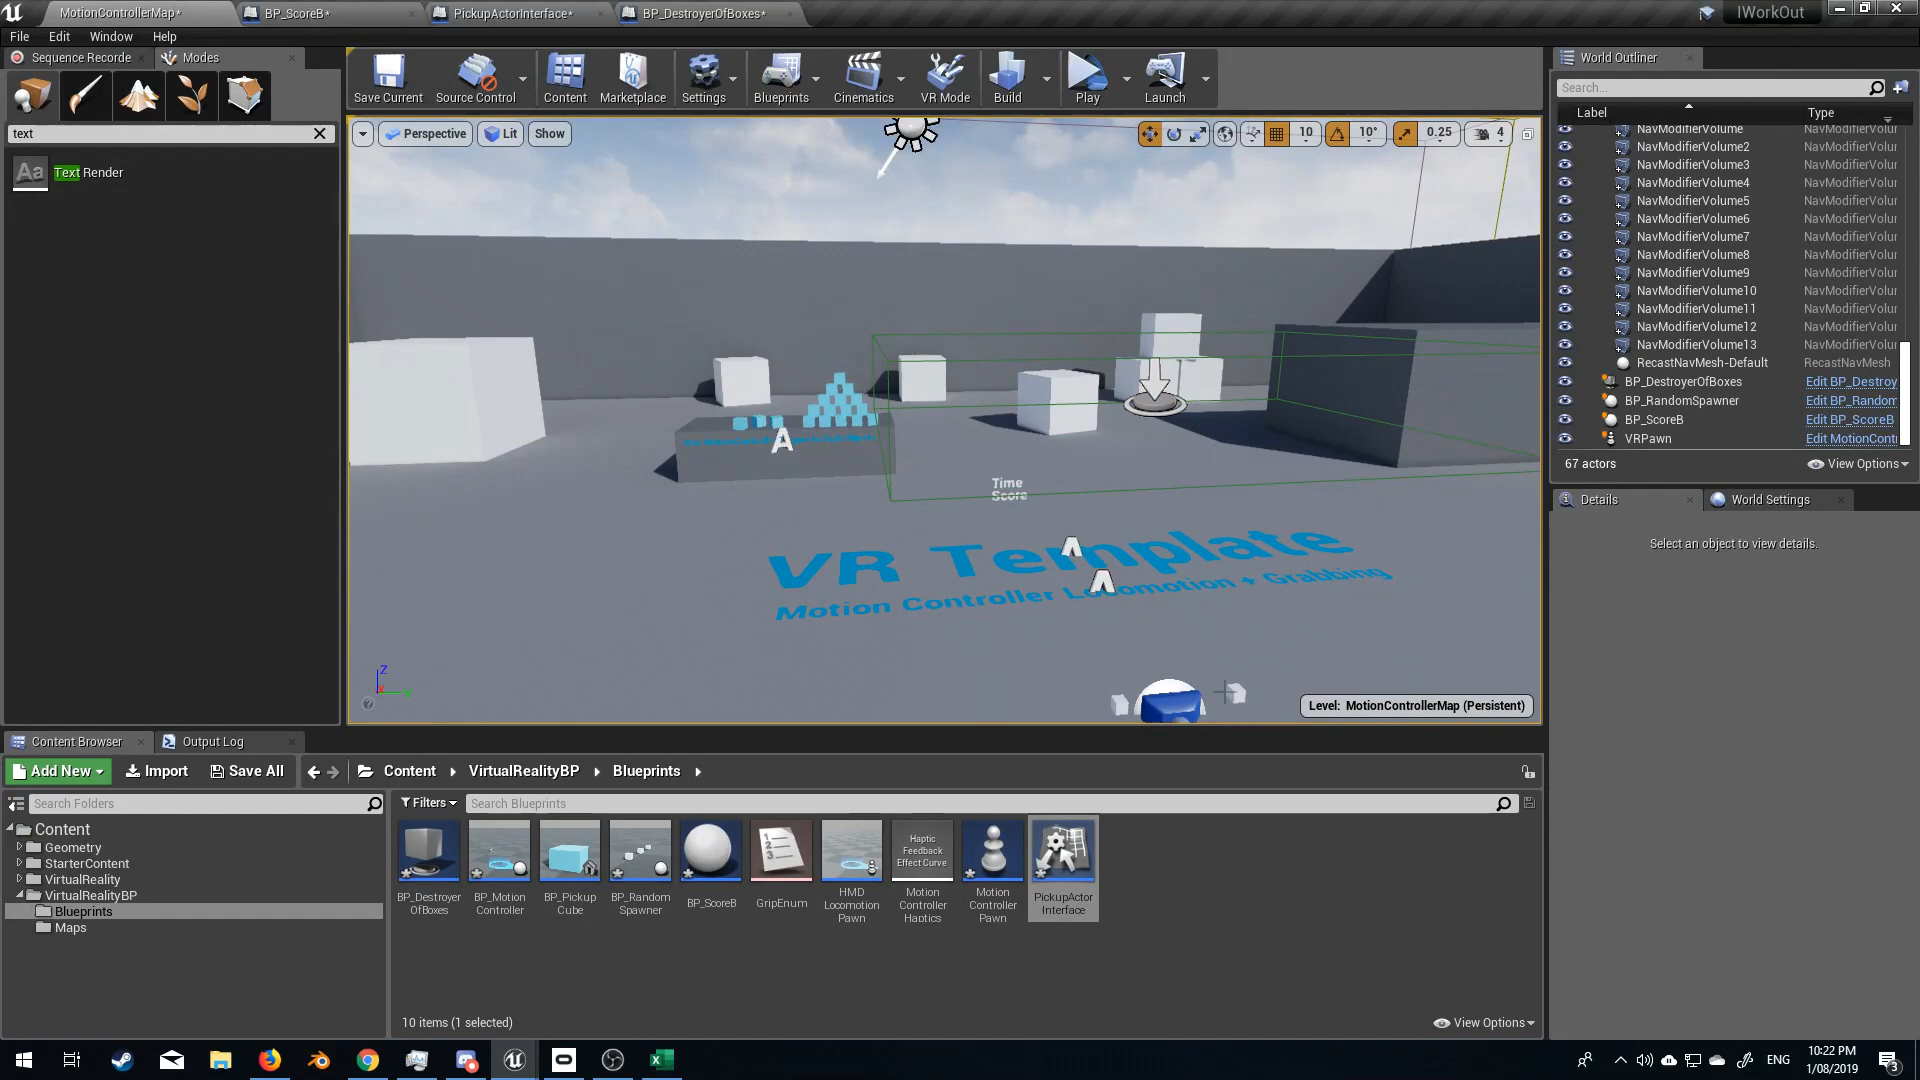 MotionControllerMap*
BP_ScoreB*
PickupActorInterface*
BP_DestroyerOfBoxes*
IWorkOut
File Edit Window Help
Sequence Recorde
Modes
text
Text Render
Save Current
Source Control
Content
Marketplace
Settings
Blueprints
Cinematics
VR Mode
Build
Play
Launch
Perspective
Lit
Show
10
10°
0.25
4
Time
Score
VR Template
Motion Controller Locomotion + Grabbing
Level: MotionControllerMap (Persistent)
World Outliner
Search...
Label
Type
NavModifierVolume NavModifierVolur
NavModifierVolume2 NavModifierVolur
NavModifierVolume3 NavModifierVolur
NavModifierVolume4 NavModifierVolur
NavModifierVolume5 NavModifierVolur
NavModifierVolume6 NavModifierVolur
NavModifierVolume7 NavModifierVolur
NavModifierVolume8 NavModifierVolur
NavModifierVolume9 NavModifierVolur
NavModifierVolume10 NavModifierVolur
NavModifierVolume11 NavModifierVolur
NavModifierVolume12 NavModifierVolur
NavModifierVolume13 NavModifierVolur
RecastNavMesh-Default RecastNavMesh
BP_DestroyerOfBoxes Edit BP_Destroy
BP_RandomSpawner Edit BP_Random
BP_ScoreB Edit BP_ScoreB
VRPawn Edit MotionCont
67 actors
View Options
Details
World Settings
Select an object to view details.
Content Browser
Output Log
Add New
Import
Save All
Content
VirtualRealityBP
Blueprints
Search Folders
Filters
Search Blueprints
Content
Geometry
StarterContent
VirtualReality
VirtualRealityBP
Blueprints
Maps
BP_Destroyer
OfBoxes
BP_Motion
Controller
BP_Pickup
Cube
BP_Random
Spawner
BP_ScoreB
GripEnum
HMD
Locomotion
Pawn
Haptic
Feedback
Effect Curve
Motion
Controller
Haptics
Motion
Controller
Pawn
PickupActor
Interface
10 items (1 selected)
View Options
ENG
10:22 PM
1/08/2019
3